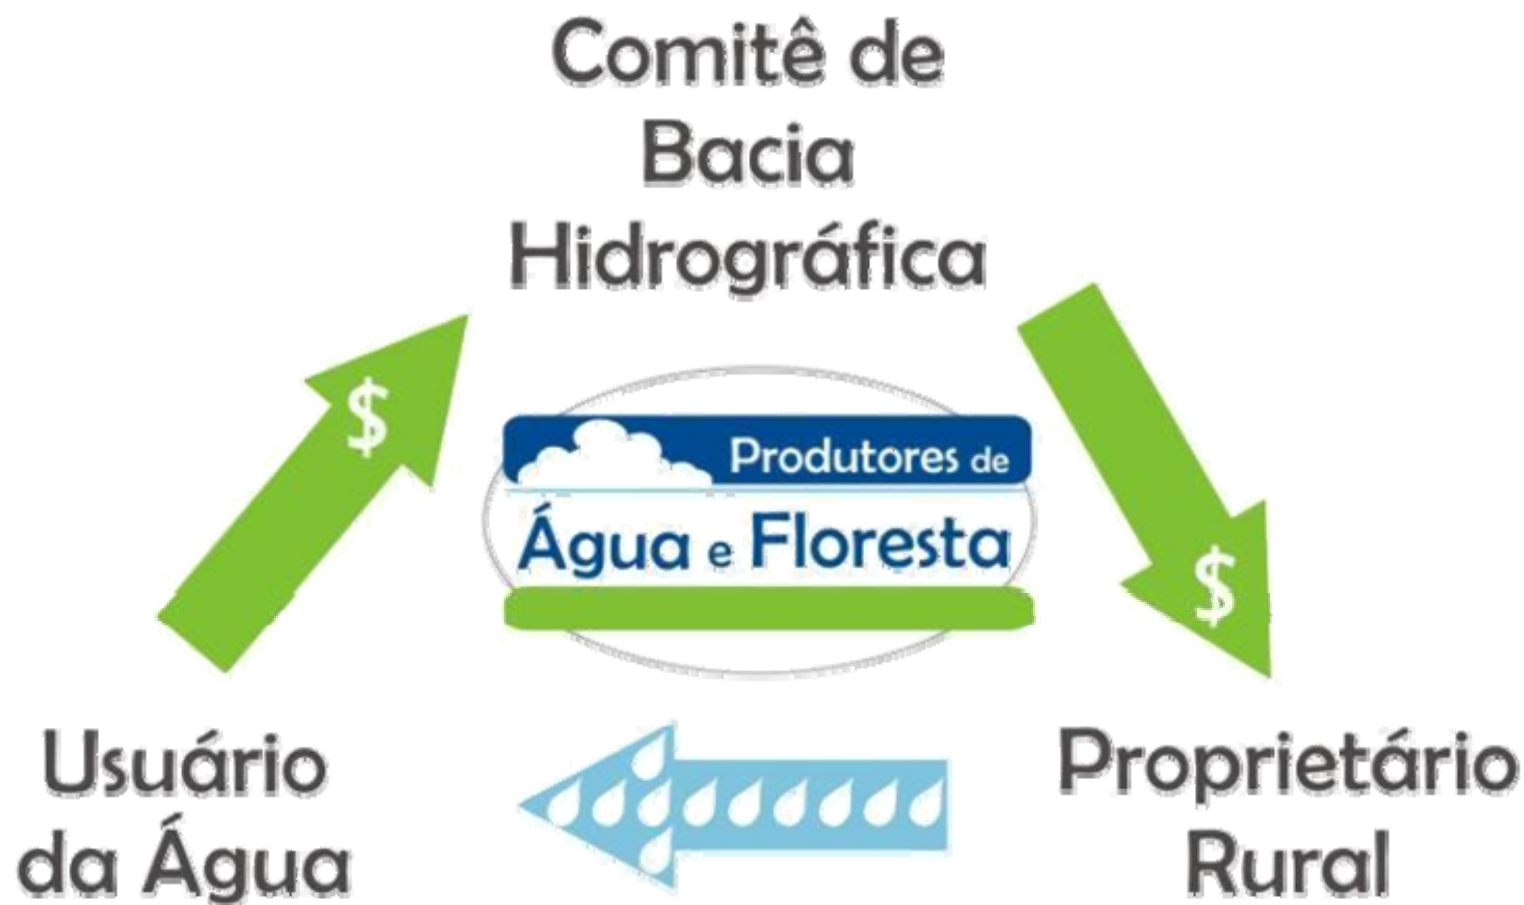 Comitê de
Bacia
Hidrográfica
$
$
Produtores de
Água e Floresta
Usuário
da Água
Proprietário
Rural